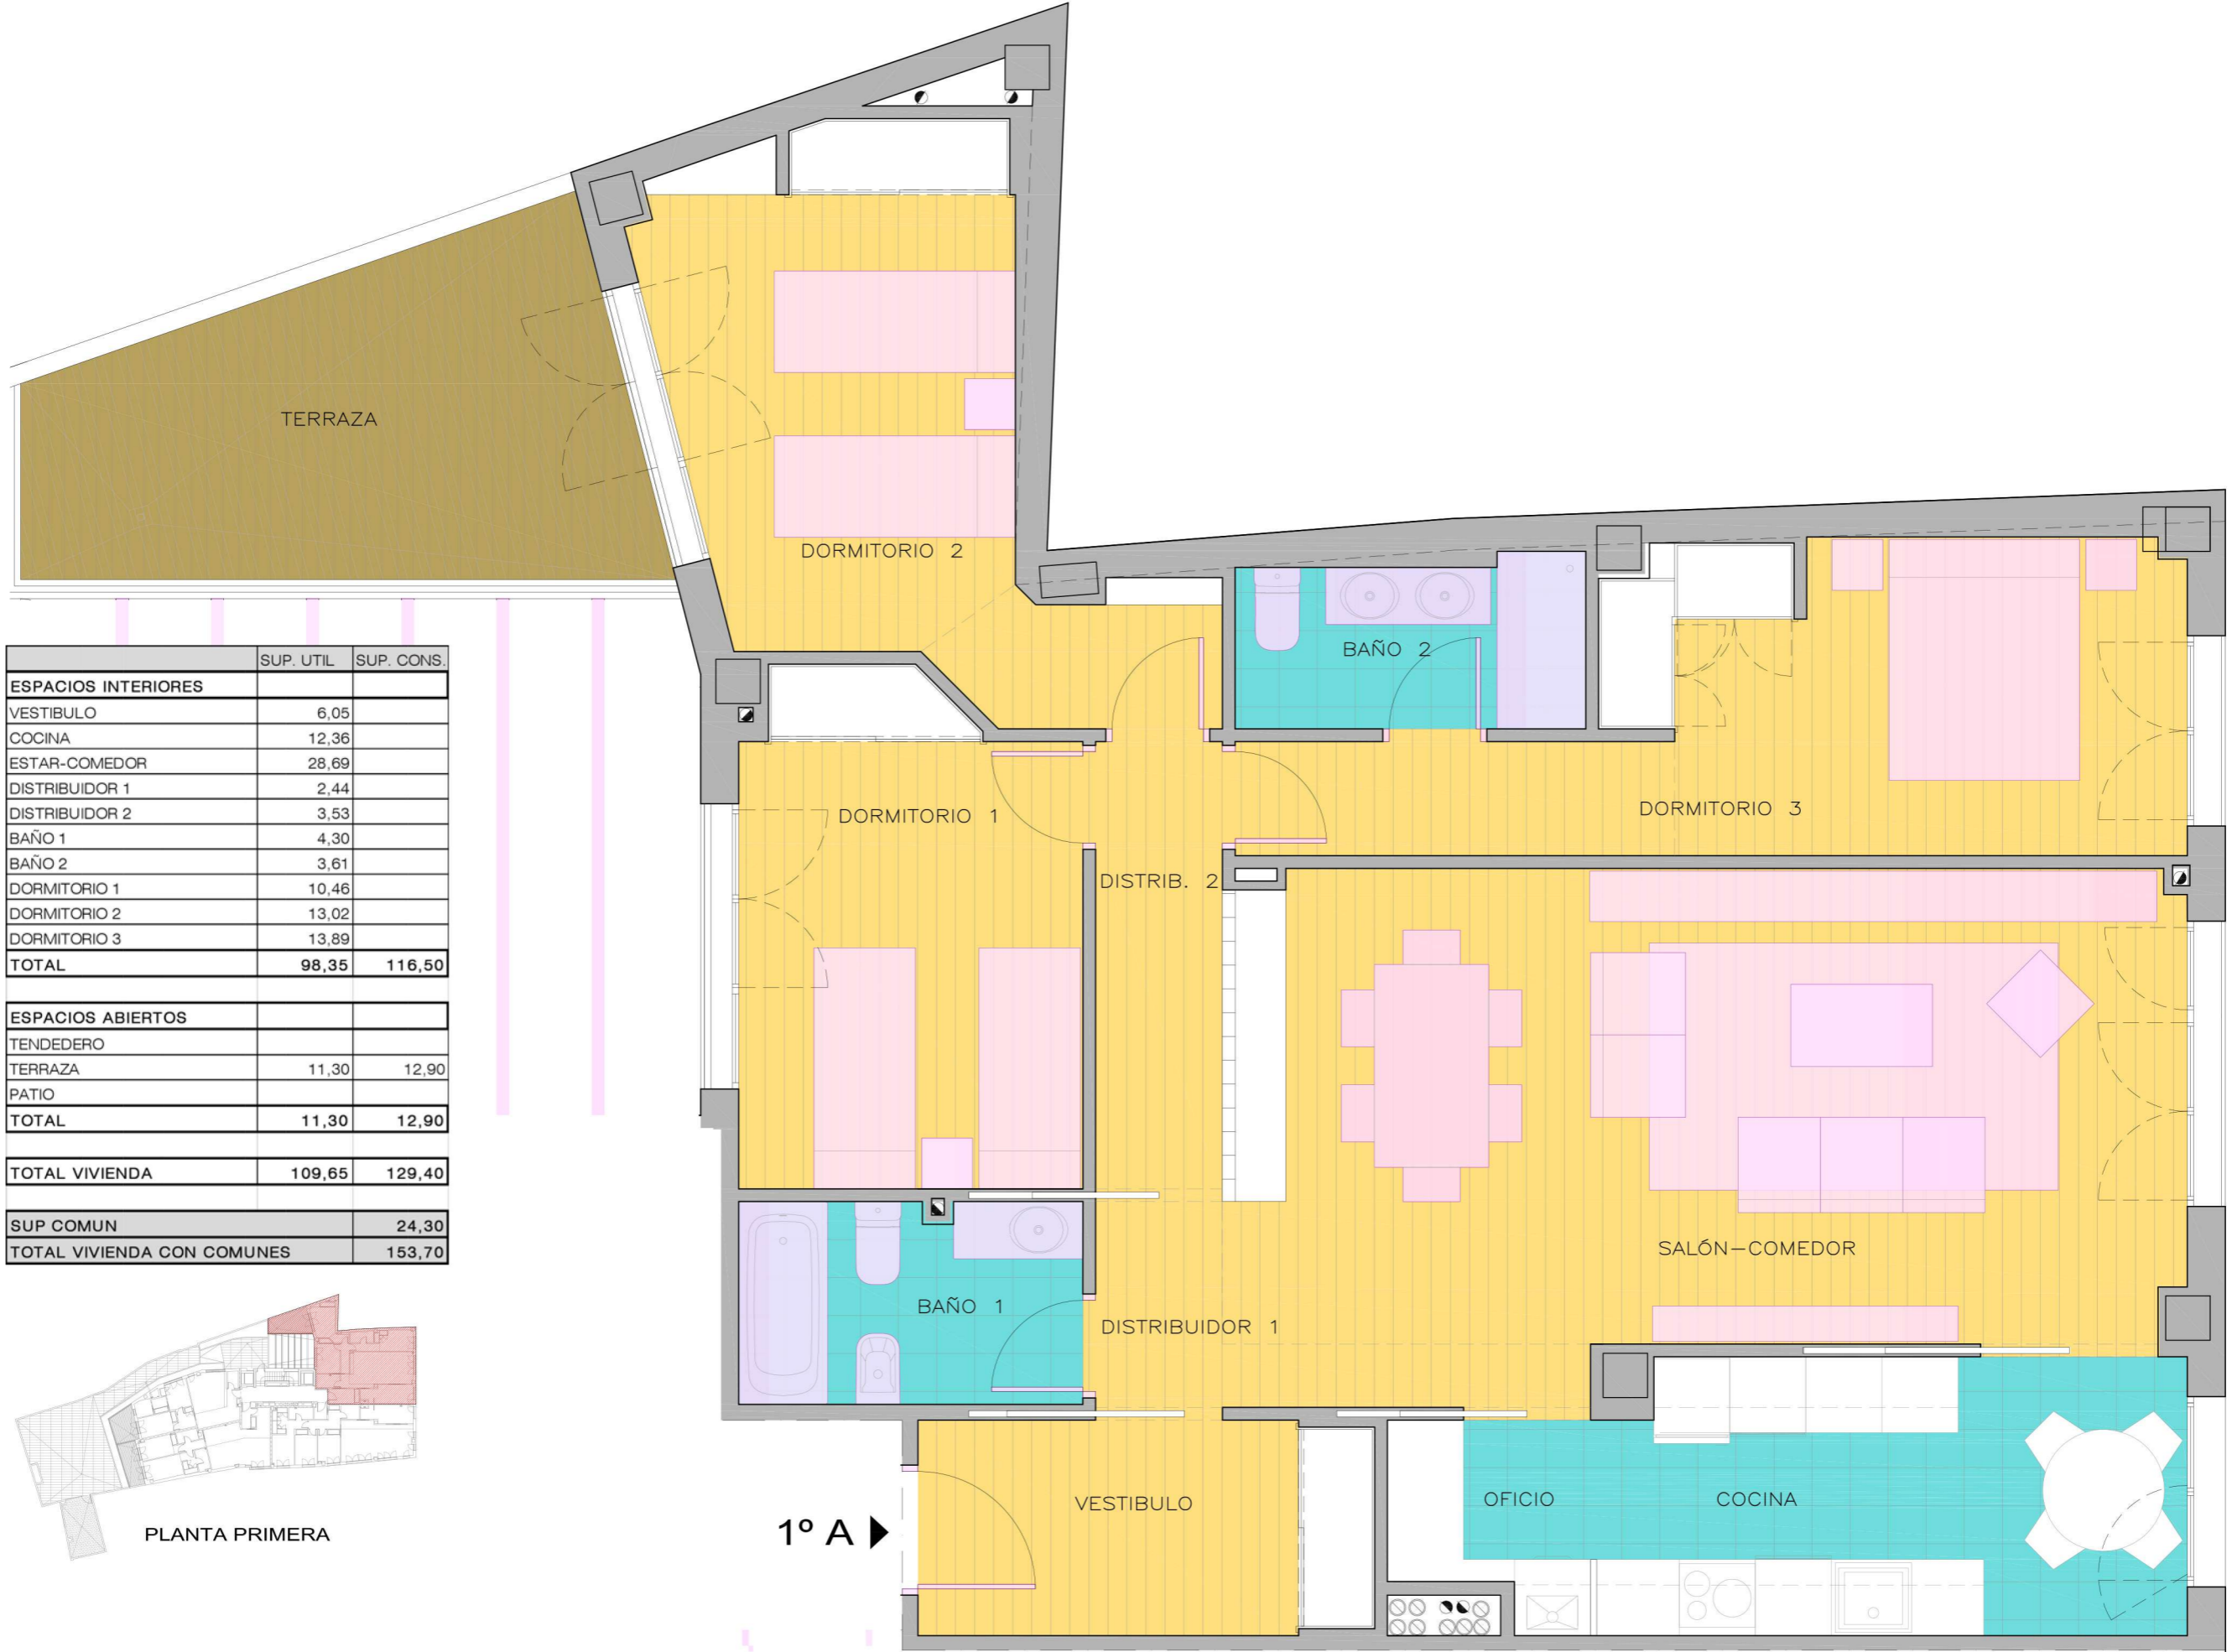 TERRAZA
DORMITORIO 2
BAÑO 2
DORMITORIO 1
DORMITORIO 3
DISTRIB. 2
SALÓN-COMEDOR
BAÑO 1
DISTRIBUIDOR 1
VESTIBULO
OFICIO
COCINA
1º A
SUP. UTIL SUP. CONS.
ESPACIOS INTERIORES
VESTIBULO 6,05
COCINA 12,36
ESTAR-COMEDOR 28,69
DISTRIBUIDOR 1 2,44
DISTRIBUIDOR 2 3,53
BAÑO 1 4,30
BAÑO 2 3,61
DORMITORIO 1 10,46
DORMITORIO 2 13,02
DORMITORIO 3 13,89
TOTAL 98,35 116,50
ESPACIOS ABIERTOS
TENDEDERO
TERRAZA 11,30 12,90
PATIO
TOTAL 11,30 12,90
TOTAL VIVIENDA 109,65 129,40
SUP COMUN 24,30
TOTAL VIVIENDA CON COMUNES 153,70
PLANTA PRIMERA